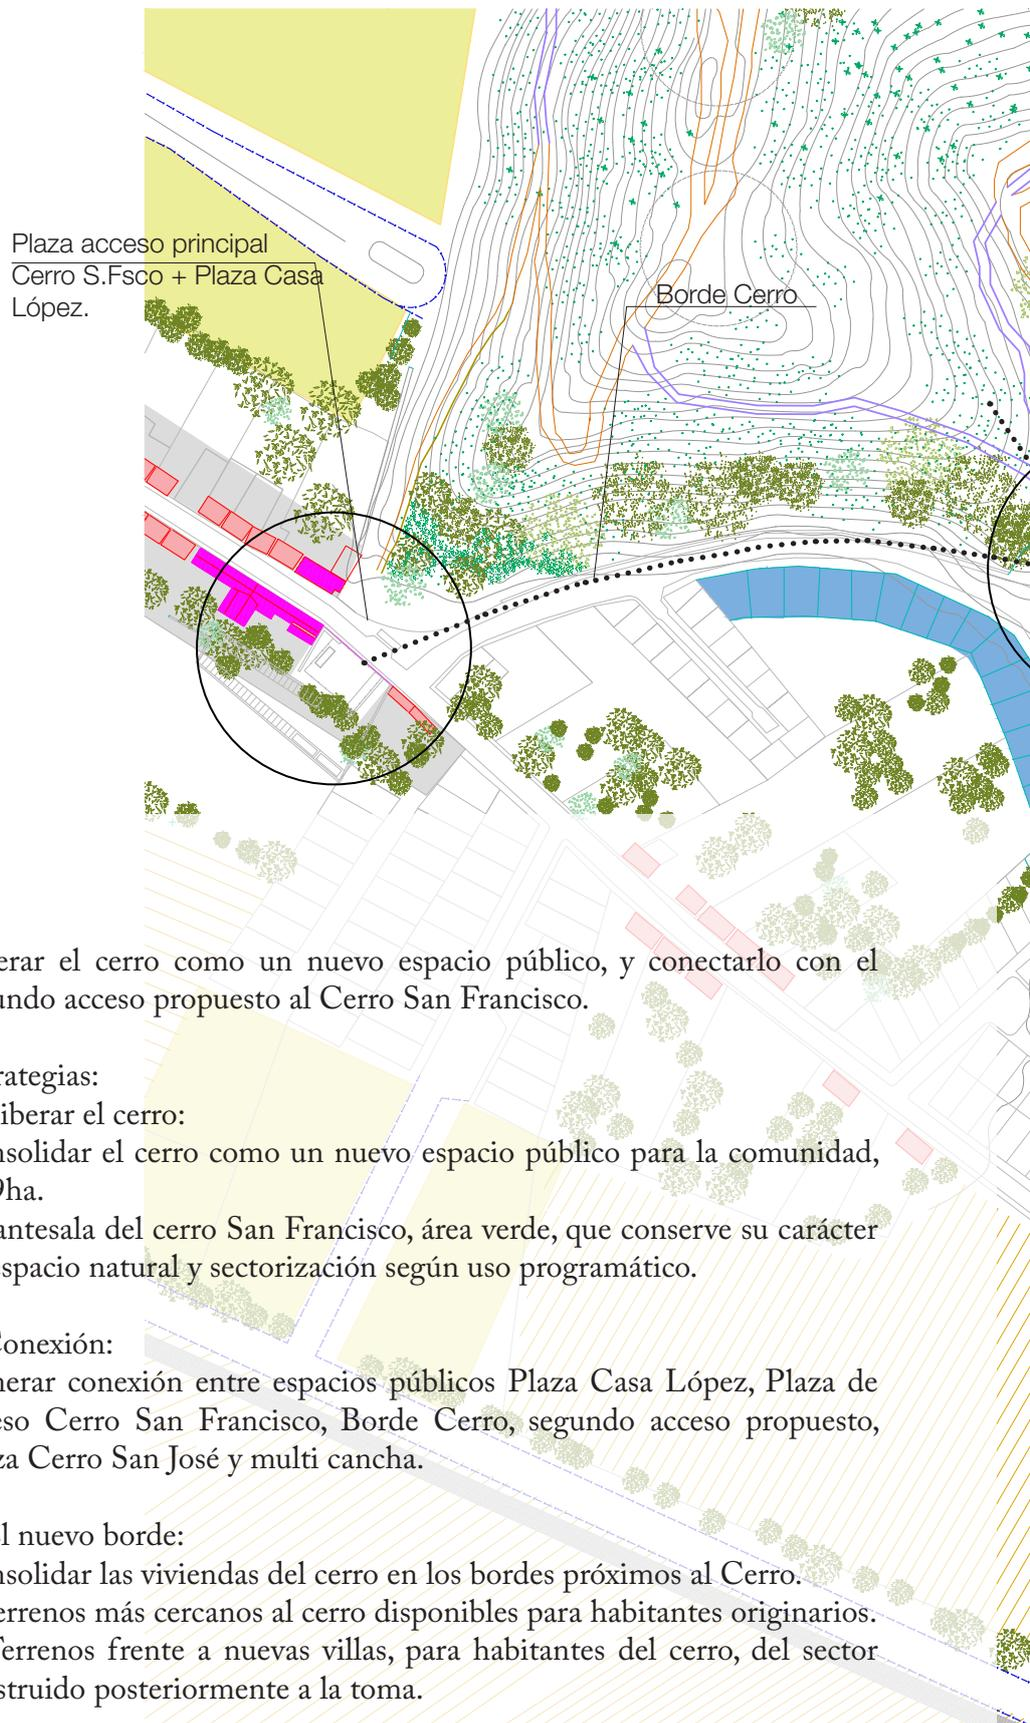 Plaza acceso principal
Cerro S.Fsco + Plaza Casa
López.
Borde Cerro
erar el cerro como un nuevo espacio público, y conectarlo con el
undo acceso propuesto al Cerro San Francisco.
rategias:
iberar el cerro:
nsolidar el cerro como un nuevo espacio público para la comunidad,
9ha.
antesala del cerro San Francisco, área verde, que conserve su carácter
espacio natural y sectorización según uso programático.
Conexión:
nerar conexión entre espacios públicos Plaza Casa López, Plaza de
eso Cerro San Francisco, Borde Cerro, segundo acceso propuesto,
za Cerro San José y multi cancha.
l nuevo borde:
nsolidar las viviendas del cerro en los bordes próximos al Cerro.
errenos más cercanos al cerro disponibles para habitantes originarios.
Terrenos frente a nuevas villas, para habitantes del cerro, del sector
struido posteriormente a la toma.